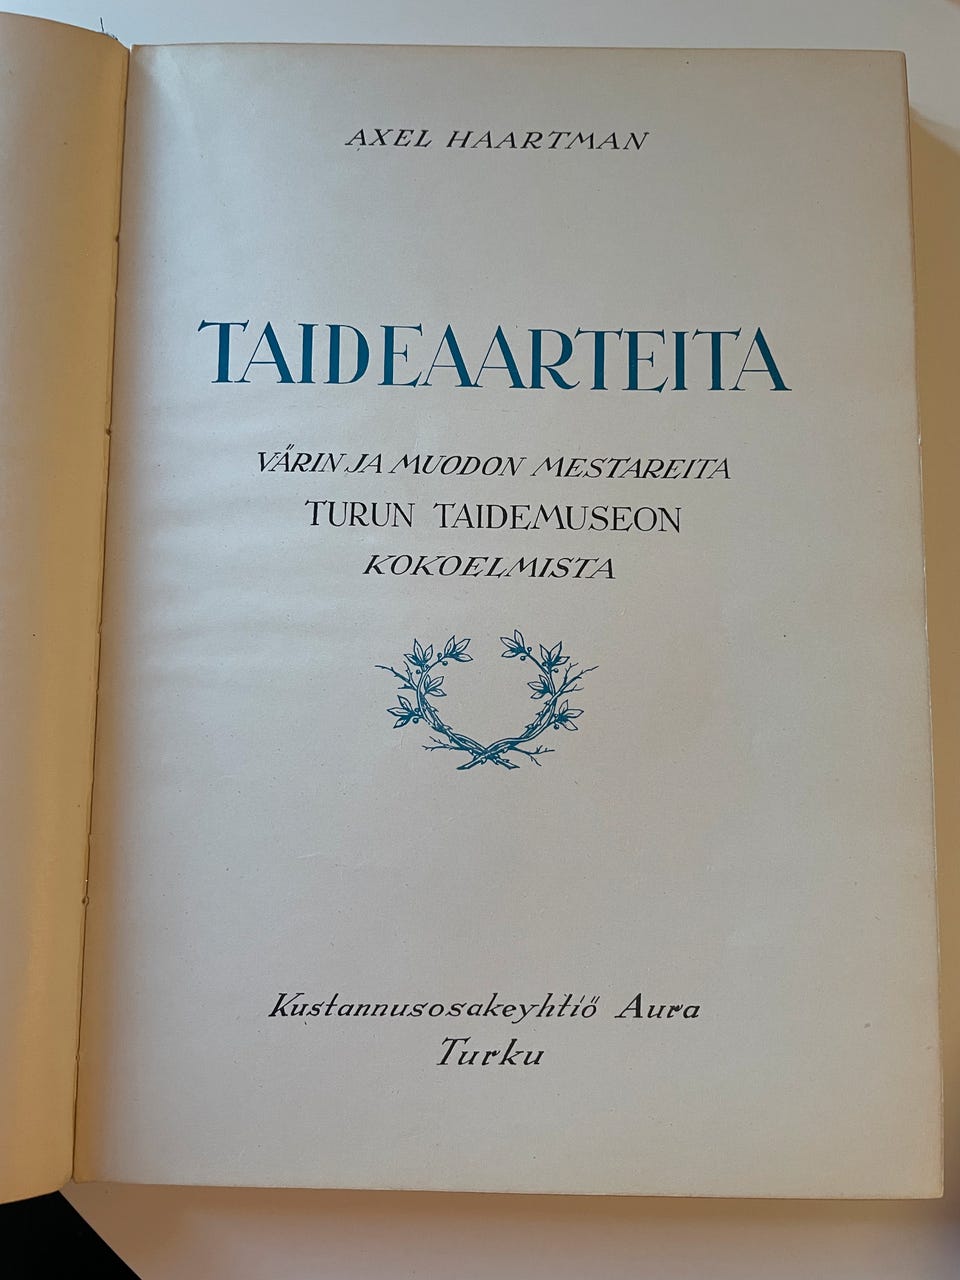 AXEL HAARTMAN
TAIDEAARTEITA
VÄRIN JA MUODON MESTAREITA
TURUN TAIDEMUSEON
KOKOELMISTA
Kustannusosakeyhtiö Aura
Turku